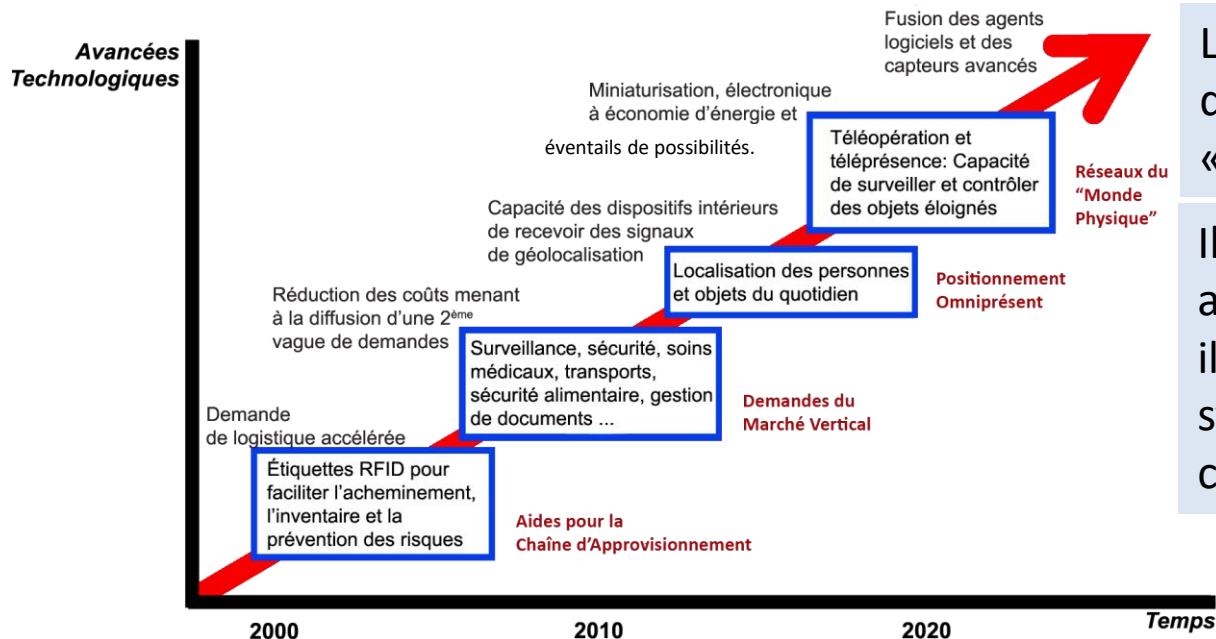 Avancées
Technologiques
Fusion des agents
logiciels et des
capteurs avancés
Miniaturisation, électronique
à économie d'énergie et
éventails de possibilités.
Téléopération et
téléprésence: Capacité
de surveiller et contrôler
des objets éloignés
Réseaux du
"Monde
Physique"
Capacité des dispositifs intérieurs
de recevoir des signaux
de géolocalisation
Localisation des personnes
et objets du quotidien
Positionnement
Omniprésent
Réduction des coûts menant
à la diffusion d'une 2ème
vague de demandes
Surveillance, sécurité, soins
médicaux, transports,
sécurité alimentaire, gestion
de documents ...
Demandes du
Marché Vertical
Demande
de logistique accélérée
Étiquettes RFID pour
faciliter l'acheminement,
l'inventaire et la
prévention des risques
Aides pour la
Chaîne d'Approvisionnement
2000
2010
2020
Temps
«
Il
il